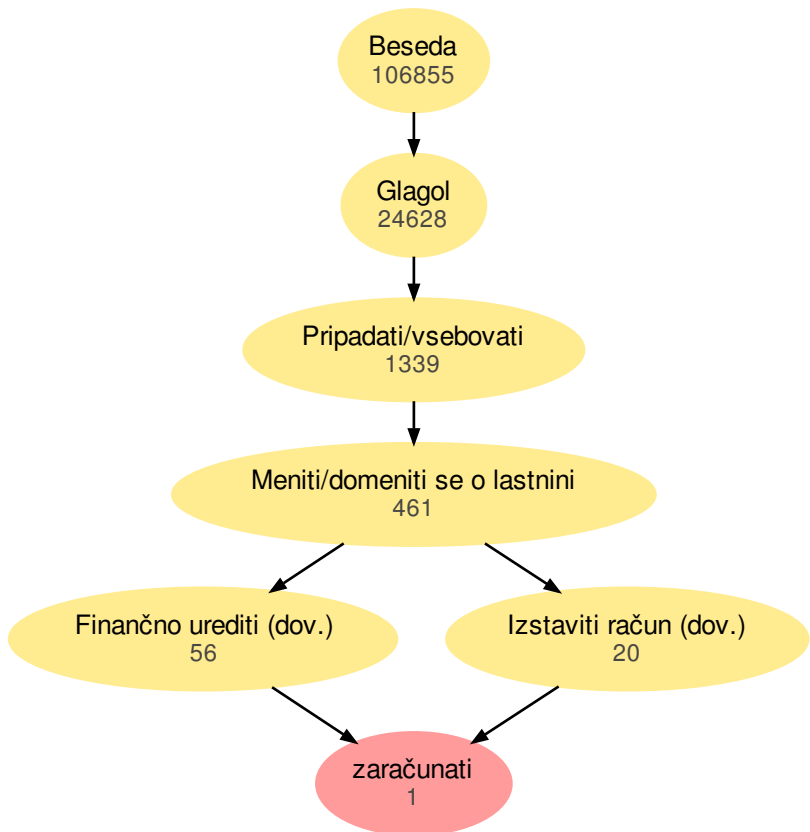 Beseda
106855
Glagol
24628
Pripadati/vsebovati
1339
Meniti/domeniti se o lastnini
461
Finančno urediti (dov.)
56
Izstaviti račun (dov.)
20
zaračunati
1